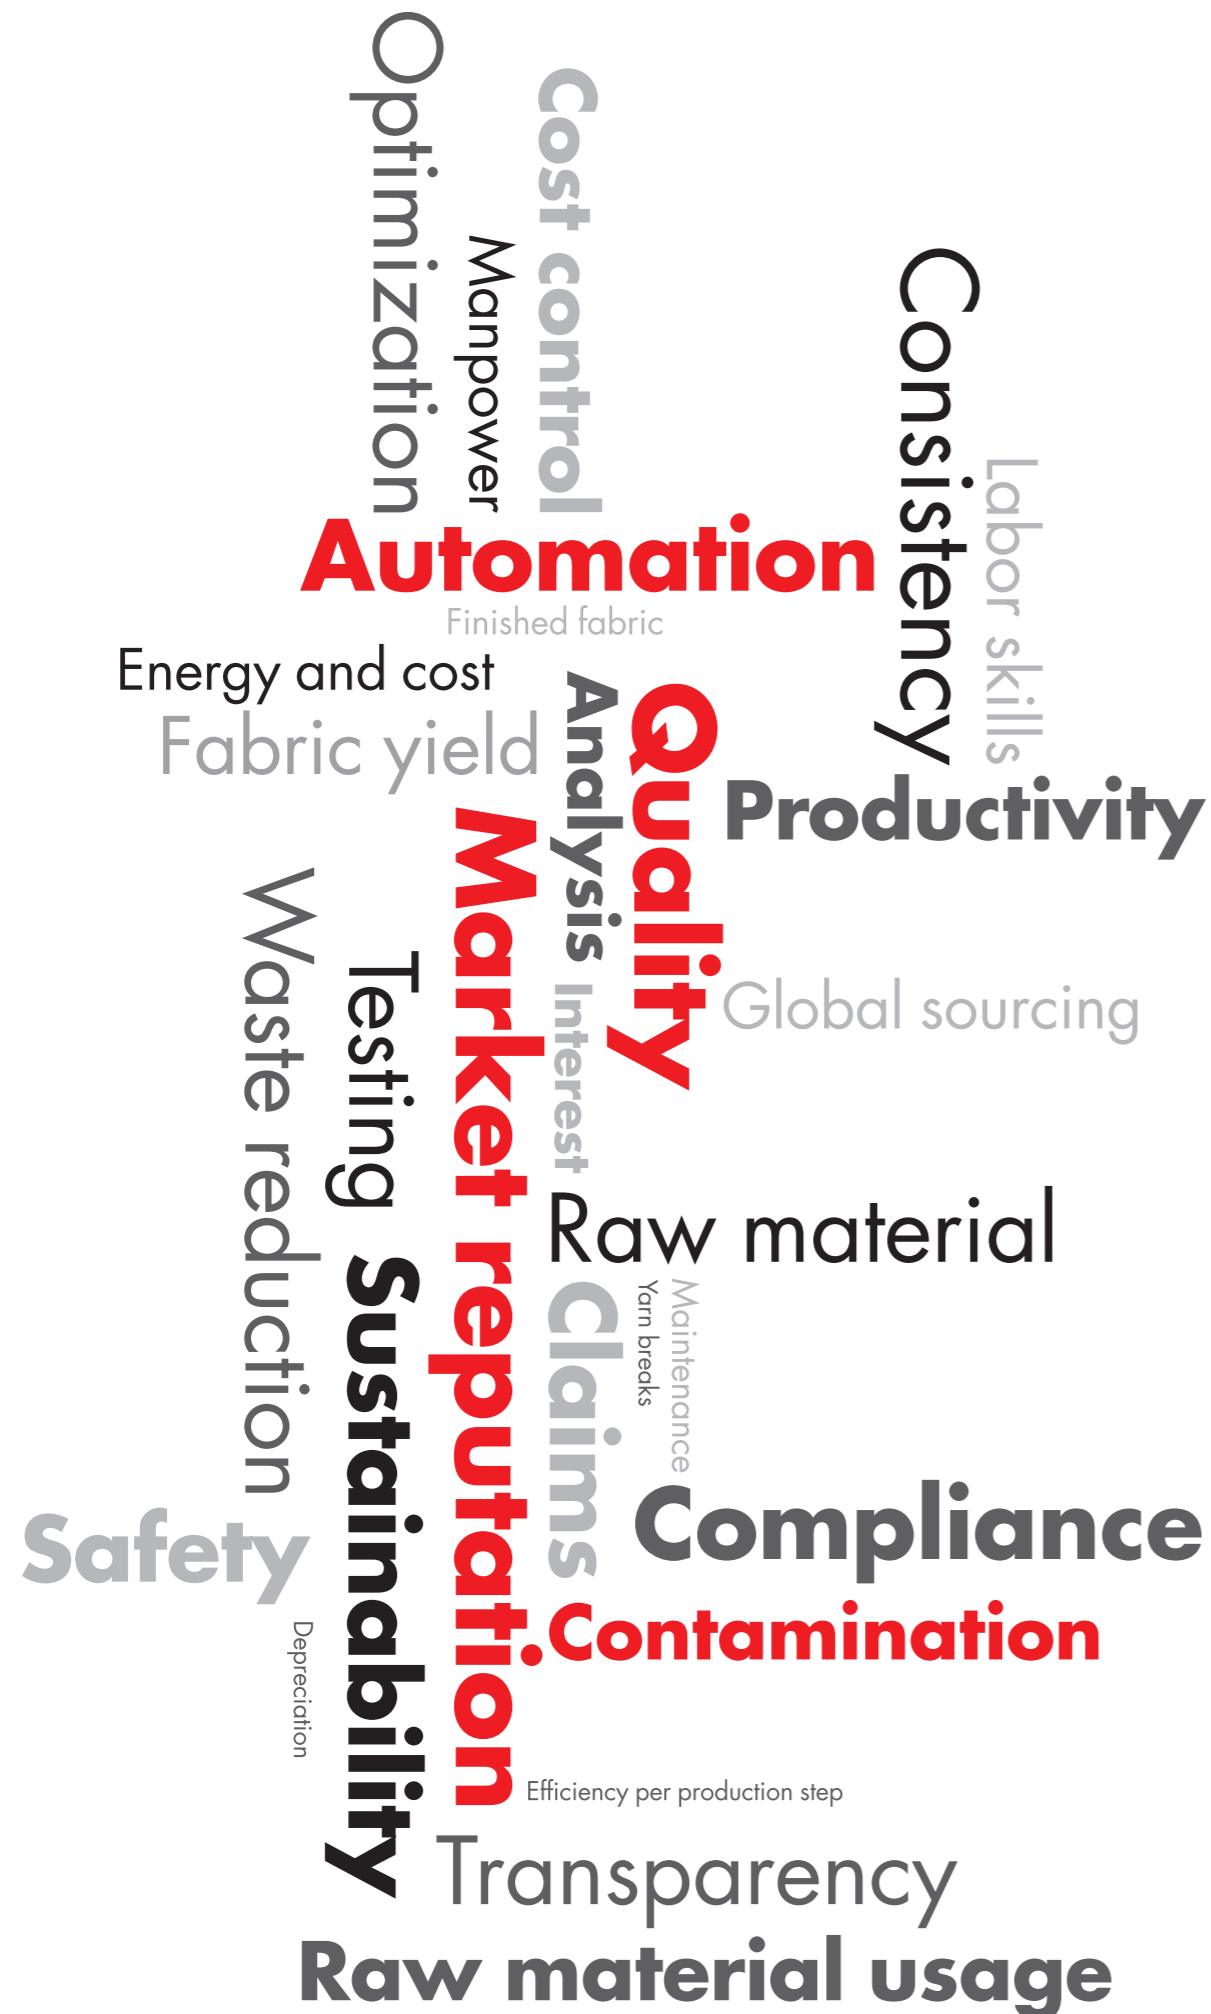 Optimization
Manpower
Cost control
Consistency
Labor skills
Automation
Finished fabric
Energy and cost
Fabric yield
Analysis
Quality
Productivity
Market reputation
Waste reduction
Testing
Interest
Global sourcing
Raw material
Sustainability
Claims
Yarn breaks
Maintenance
Compliance
Safety
Contamination
Depreciation
Efficiency per production step
Transparency
Raw material usage